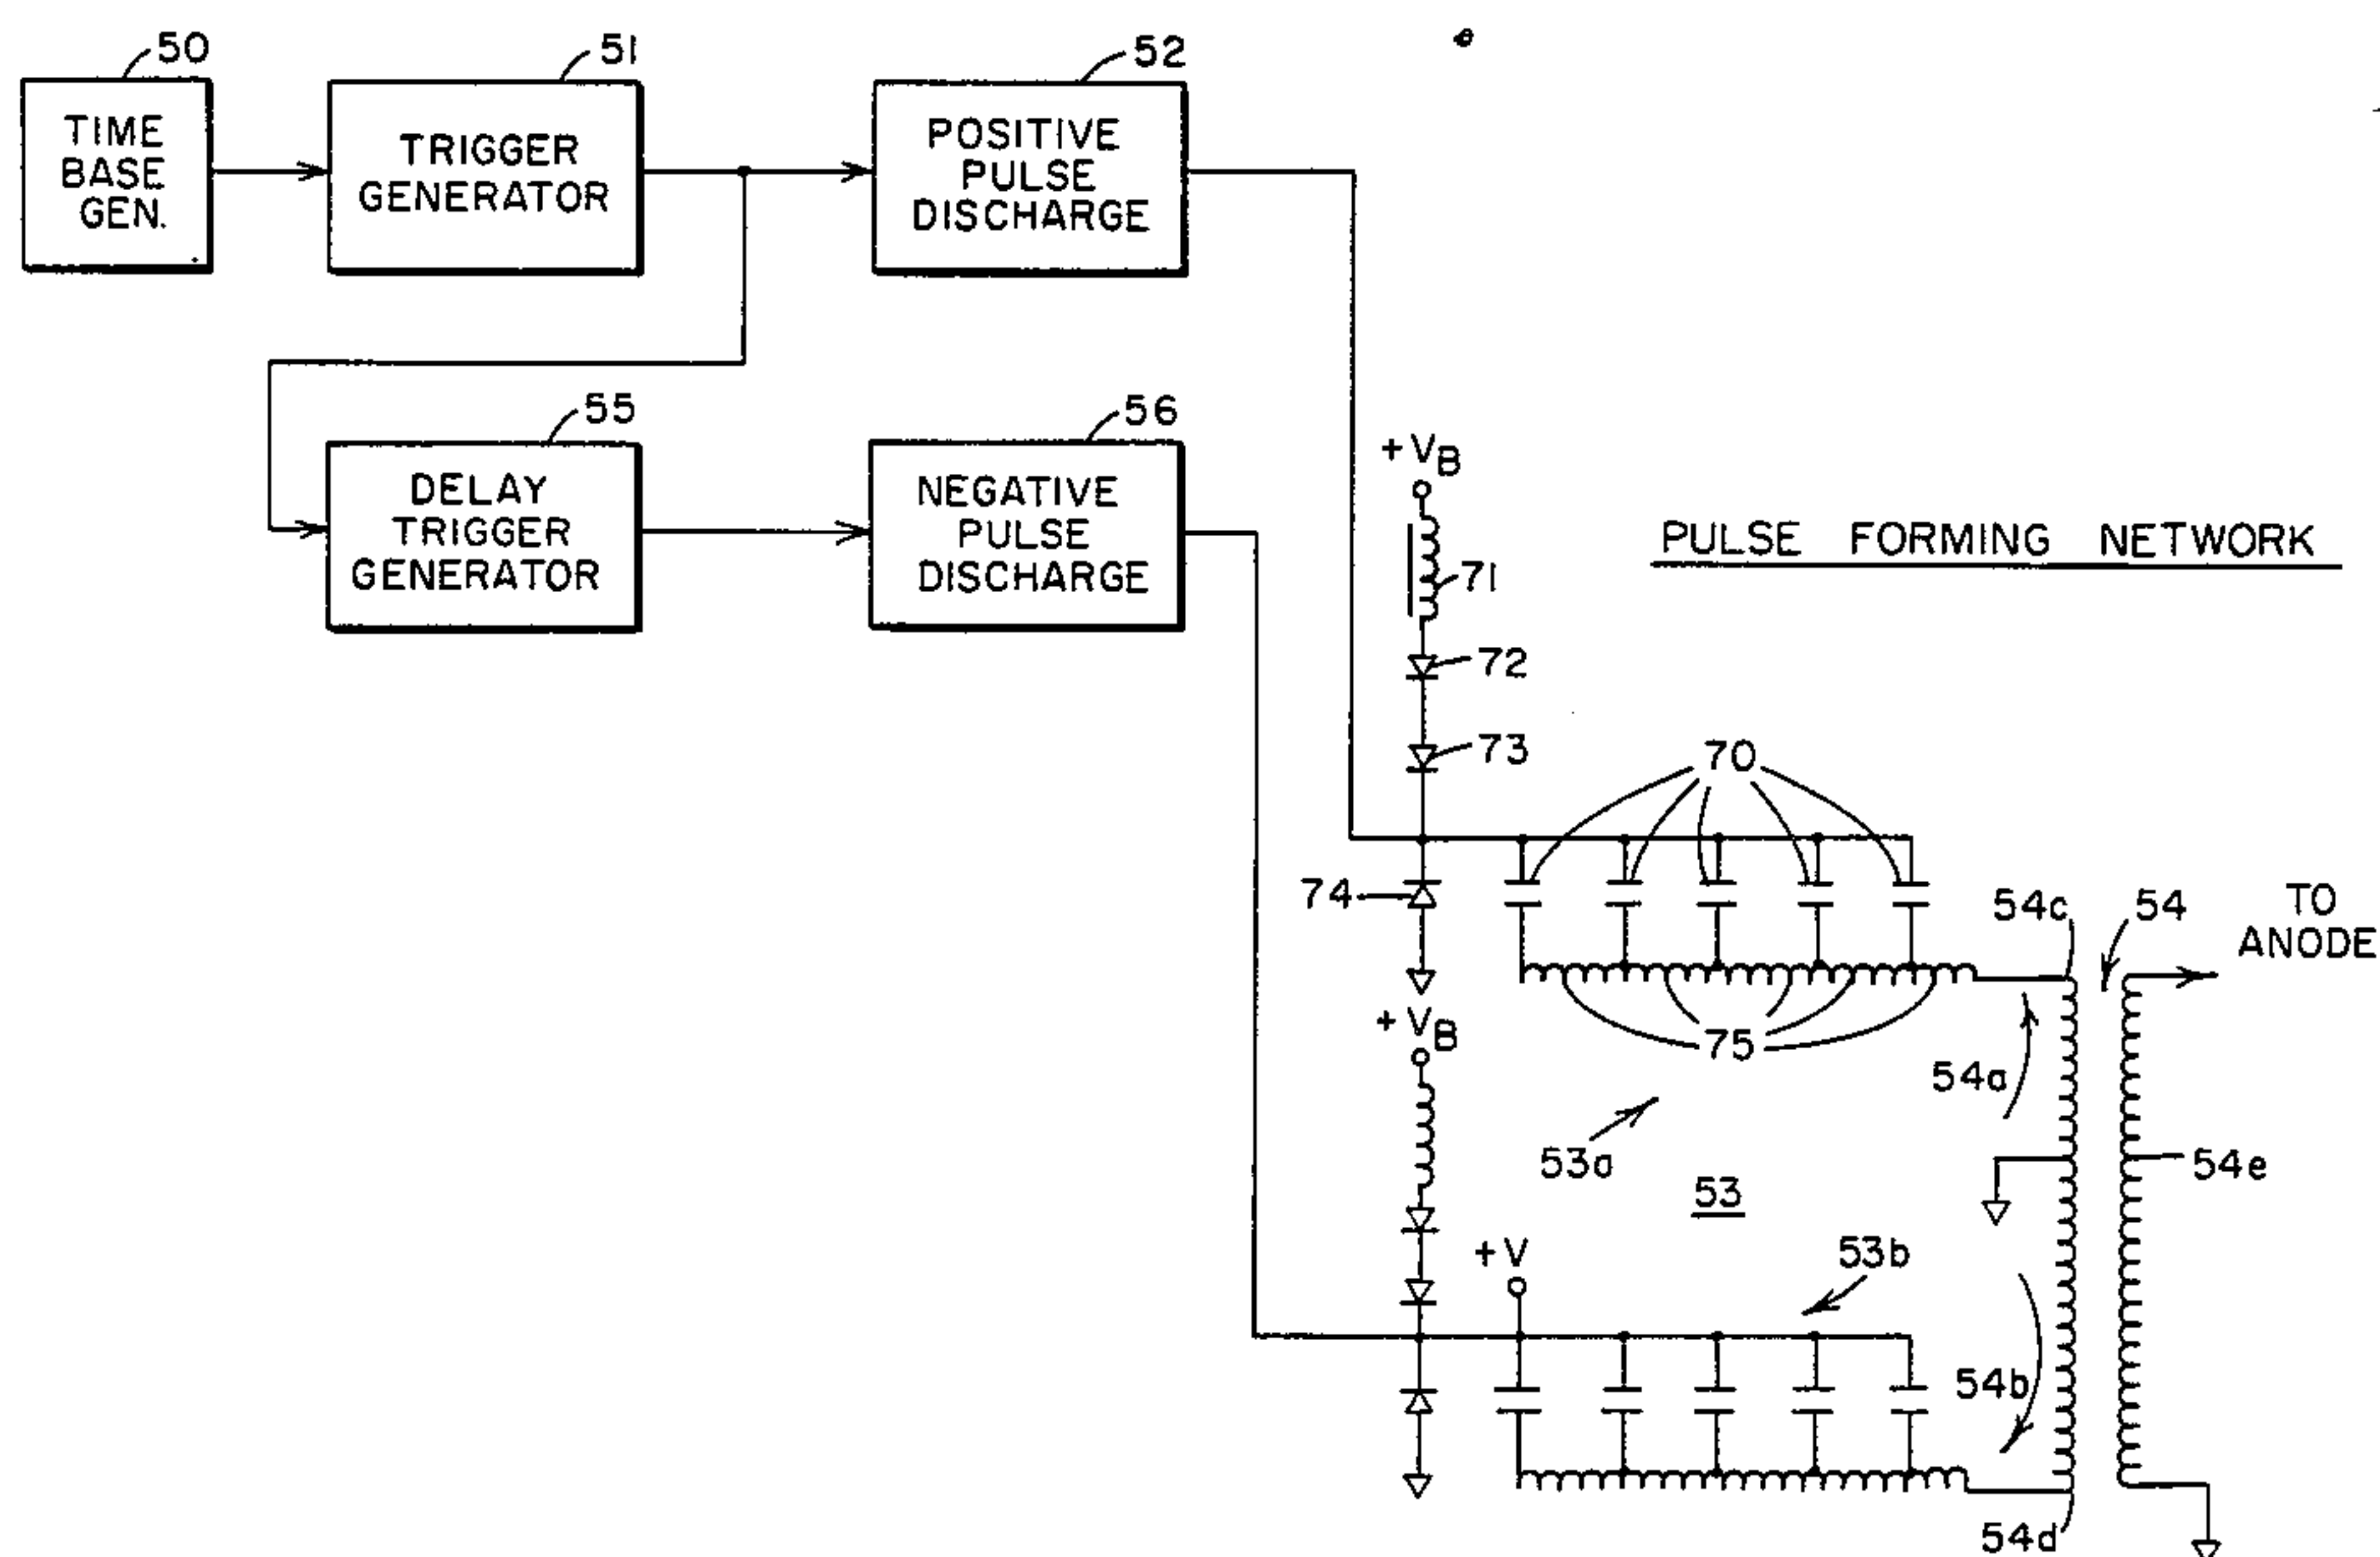 50
TIME
BASE
GEN.
51
TRIGGER
GENERATOR
52
POSITIVE
PULSE
DISCHARGE
55
DELAY
TRIGGER
GENERATOR
56
NEGATIVE
PULSE
DISCHARGE
+VB
PULSE FORMING NETWORK
71
72
73
70
74
54c
54
TO
ANODE
+VB
75
54a
53a
54e
53
+V
53b
54b
54d